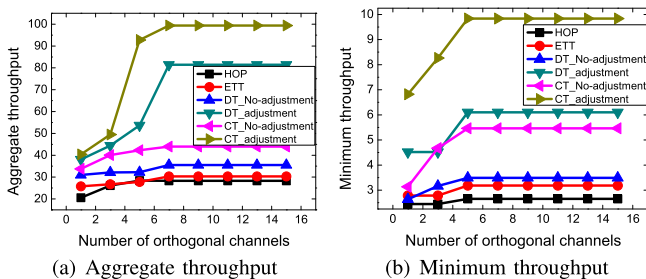 100
90
80
70
60
50
40
30
20
0 2 4 6 8 10 12 14 16
Aggregate throughput
Number of orthogonal channels
HOP
ETT
DT_No-adjustment
DT_adjustment
CT_No-adjustment
CT_adjustment
(a) Aggregate throughput
10
9
8
7
6
5
4
3
0 2 4 6 8 10 12 14 16
Minimum throughput
Number of orthogonal channels
HOP
ETT
DT_No-adjustment
DT_adjustment
CT_No-adjustment
CT_adjustment
(b) Minimum throughput